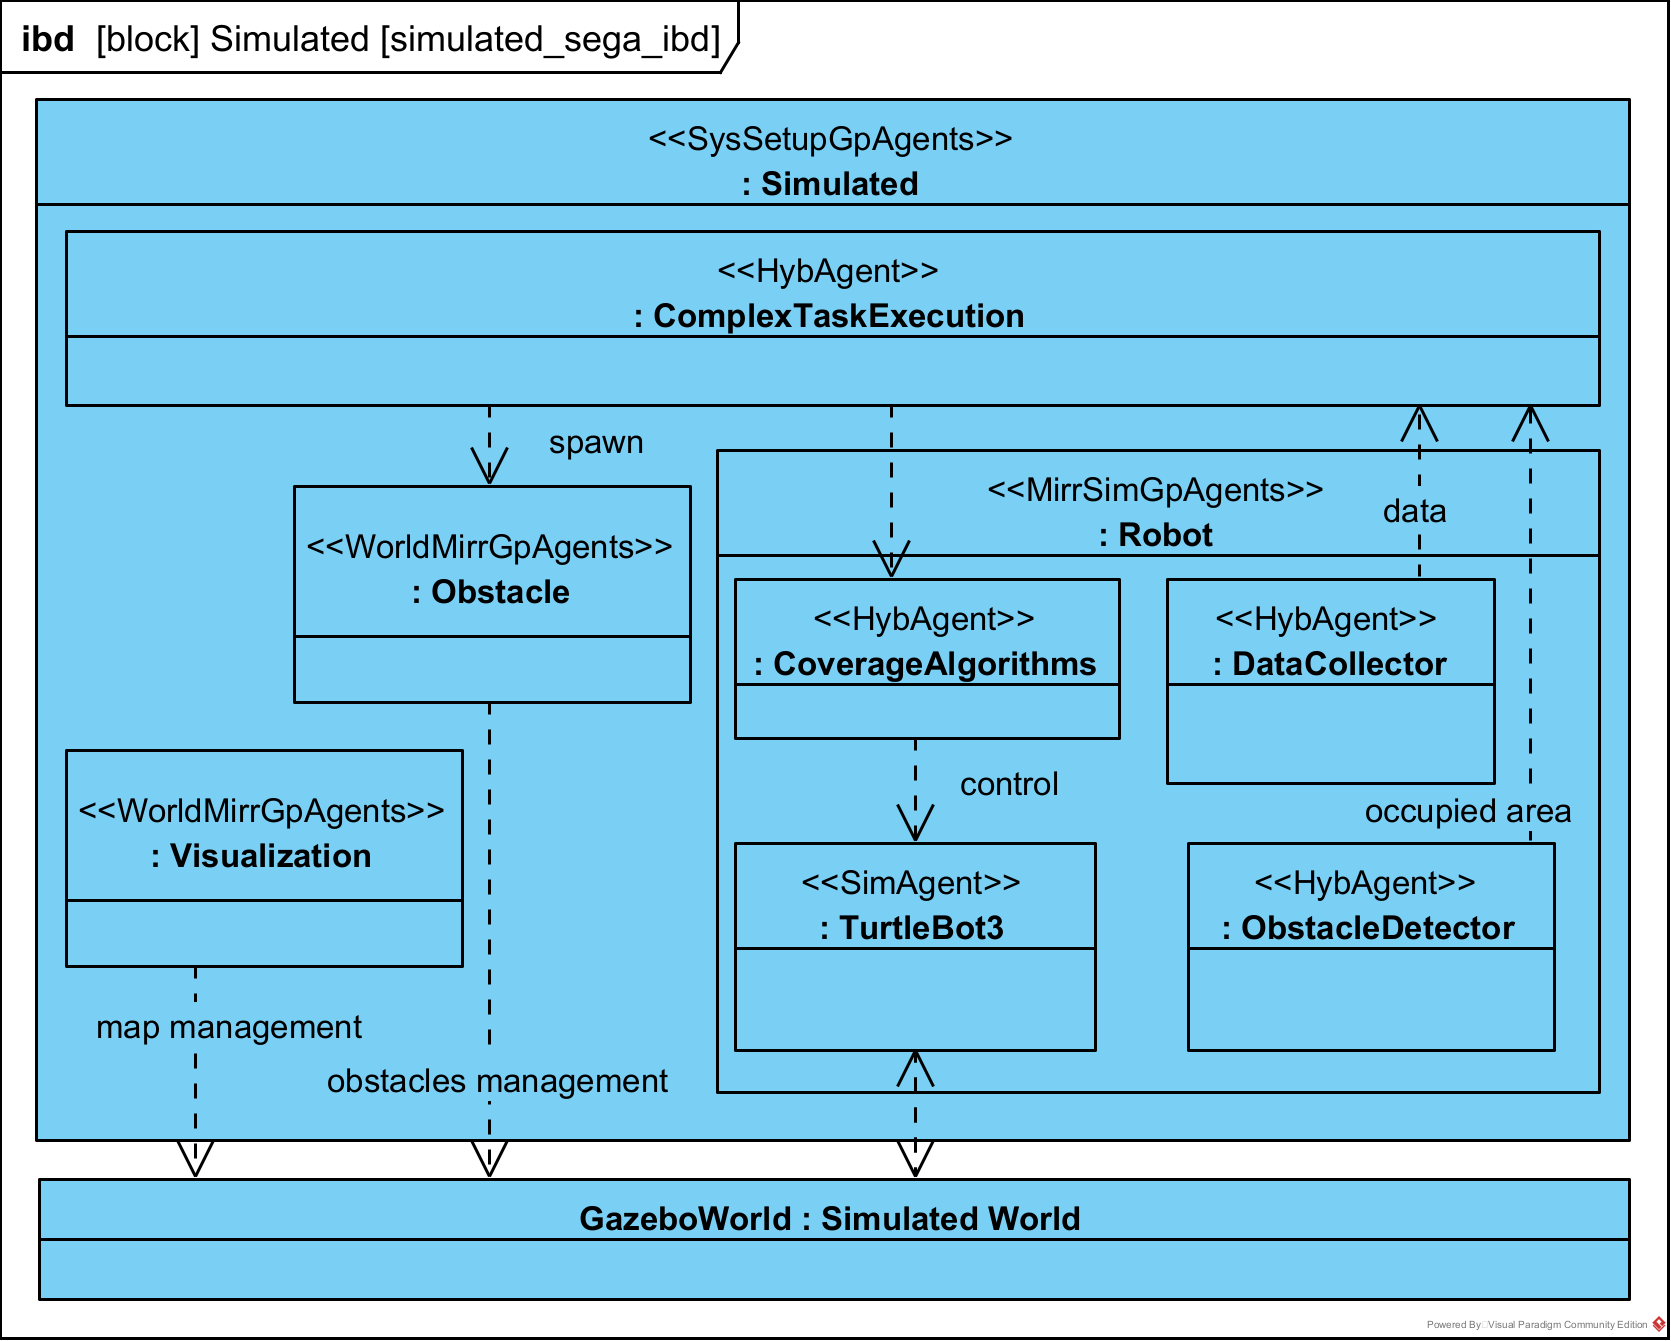 ibd [block] Simulated [simulated_sega_ibd]
<<SysSetupGpAgents>>
: Simulated
<<HybAgent>>
: ComplexTaskExecution
spawn
<<WorldMirrGpAgents>>
: Obstacle
<<MirrSimGpAgents>>
: Robot
data
<<HybAgent>>
: CoverageAlgorithms
<<HybAgent>>
: DataCollector
control
occupied area
<<WorldMirrGpAgents>>
: Visualization
<<SimAgent>>
: TurtleBot3
<<HybAgent>>
: ObstacleDetector
map management
obstacles management
GazeboWorld : Simulated World
Powered By Visual Paradigm Community Edition